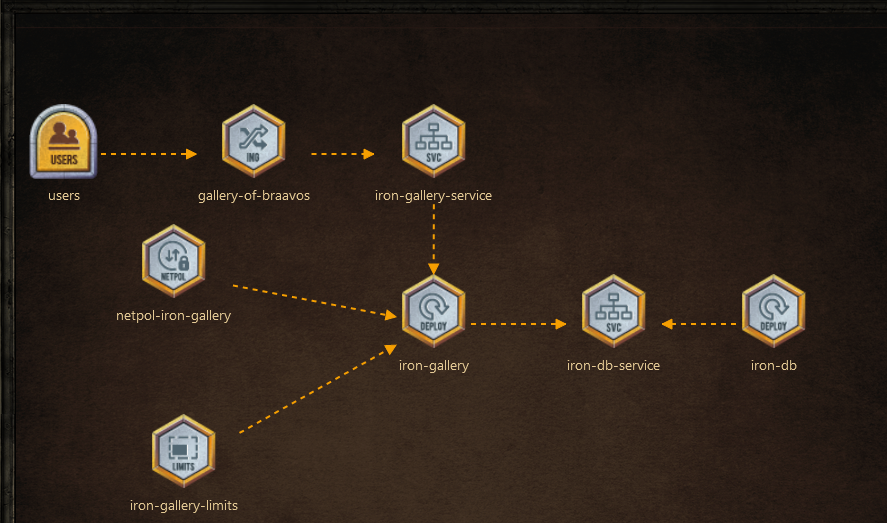 USERS
ING
SVC
users
gallery-of-braavos
iron-gallery-service
NETPOL
netpol-iron-gallery
DEPLOY
SVC
DEPLOY
iron-gallery
iron-db-service
iron-db
LIMITS
iron-gallery-limits